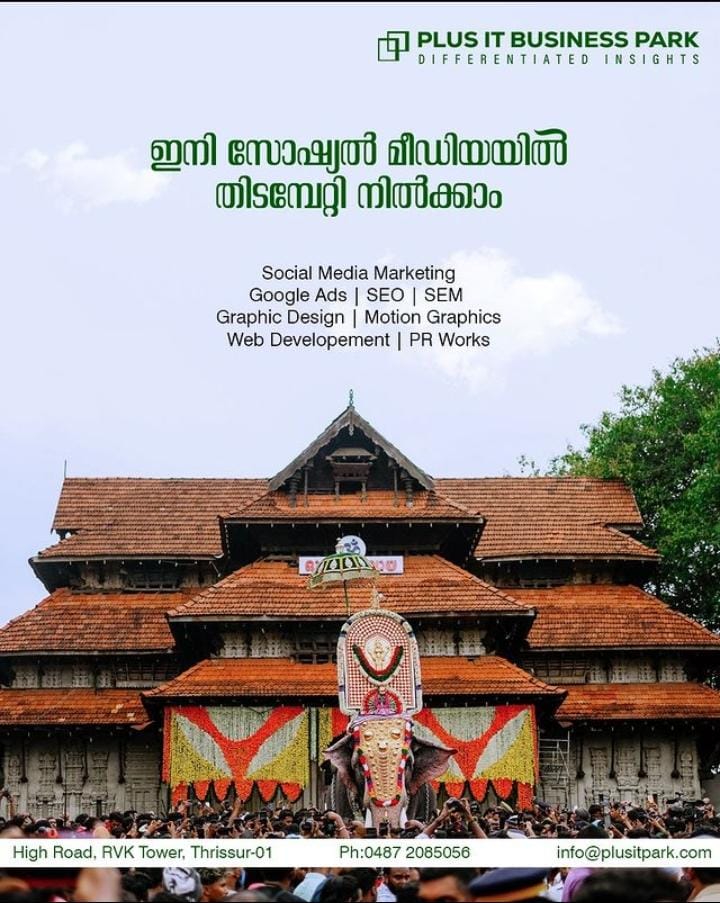 PLUS IT BUSINESS PARK
DIFFERENTIATED INSIGHTS
ഇനി സോഷ്യൽ മീഡിയയിൽ
തിടമ്പേറ്റി നിൽക്കാം
Social Media Marketing
Google Ads | SEO | SEM
Graphic Design | Motion Graphics
Web Developement | PR Works
High Road, RVK Tower, Thrissur-01 Ph:0487 2085056 info@plusitpark.com